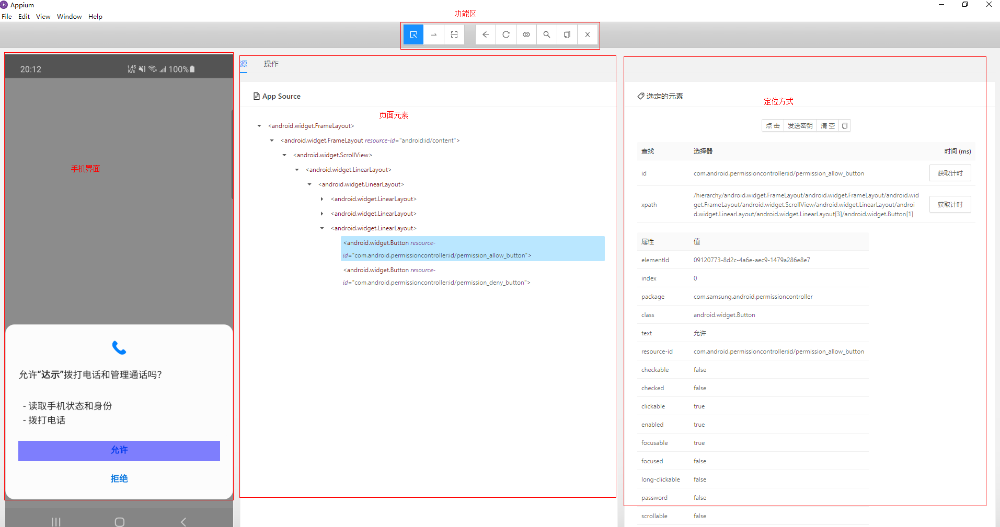 Appium
File Edit View Window Help
功能区
20:12 1.45 K/s 100%
手机界面
允许“达示”拨打电话和管理通话吗？
- 读取手机状态和身份
- 拨打电话
允许
拒绝
源 操作
App Source
页面元素
<android.widget.FrameLayout>
<android.widget.FrameLayout resource-id="android:id/content">
<android.widget.ScrollView>
<android.widget.LinearLayout>
<android.widget.LinearLayout>
<android.widget.LinearLayout>
<android.widget.LinearLayout>
<android.widget.LinearLayout>
<android.widget.Button resource-
id="com.android.permissioncontroller:id/permission_allow_button">
<android.widget.Button resource-
id="com.android.permissioncontroller:id/permission_deny_button">
选定的元素
定位方式
点 击 发送密钥 清 空
查找 选择器 时间 (ms)
id com.android.permissioncontroller:id/permission_allow_button 获取计时
/hierarchy/android.widget.FrameLayout/android.widget.FrameLayout/android.wid
xpath get.FrameLayout/android.widget.ScrollView/android.widget.LinearLayout/androi 获取计时
d.widget.LinearLayout/android.widget.LinearLayout[3]/android.widget.Button[1]
属性 值
elementId 09120773-8d2c-4a6e-aec9-1479a286e8e7
index 0
package com.samsung.android.permissioncontroller
class android.widget.Button
text 允许
resource-id com.android.permissioncontroller:id/permission_allow_button
checkable false
checked false
clickable true
enabled true
focusable true
focused false
long-clickable false
password false
scrollable false